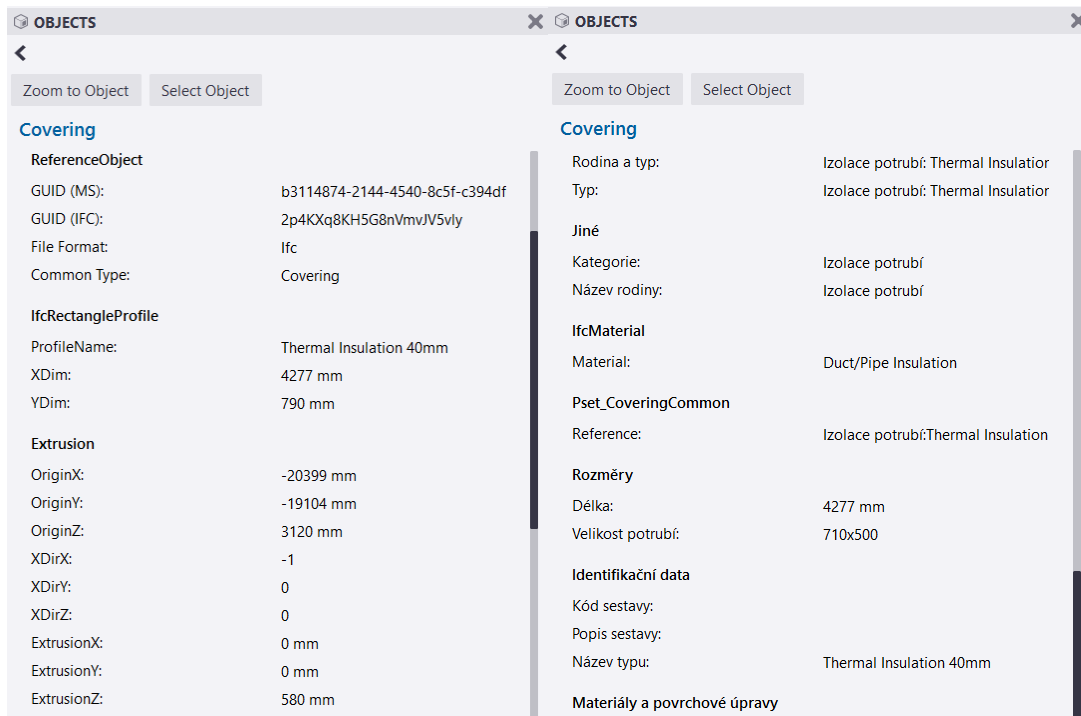 OBJECTS
Zoom to Object
Select Object
Covering
ReferenceObject
GUID (MS): b3114874-2144-4540-8c5f-c394df
GUID (IFC): 2p4KXq8KH5G8nVmvJV5vly
File Format: Ifc
Common Type: Covering
IfcRectangleProfile
ProfileName: Thermal Insulation 40mm
XDim: 4277 mm
YDim: 790 mm
Extrusion
OriginX: -20399 mm
OriginY: -19104 mm
OriginZ: 3120 mm
XDirX: -1
XDirY: 0
XDirZ: 0
ExtrusionX: 0 mm
ExtrusionY: 0 mm
ExtrusionZ: 580 mm
OBJECTS
Zoom to Object
Select Object
Covering
Rodina a typ: Izolace potrubí: Thermal Insulation
Typ: Izolace potrubí: Thermal Insulation
Jiné
Kategorie: Izolace potrubí
Název rodiny: Izolace potrubí
IfcMaterial
Material: Duct/Pipe Insulation
Pset_CoveringCommon
Reference: Izolace potrubí:Thermal Insulation
Rozměry
Délka: 4277 mm
Velikost potrubí: 710x500
Identifikační data
Kód sestavy:
Popis sestavy:
Název typu: Thermal Insulation 40mm
Materiály a povrchové úpravy